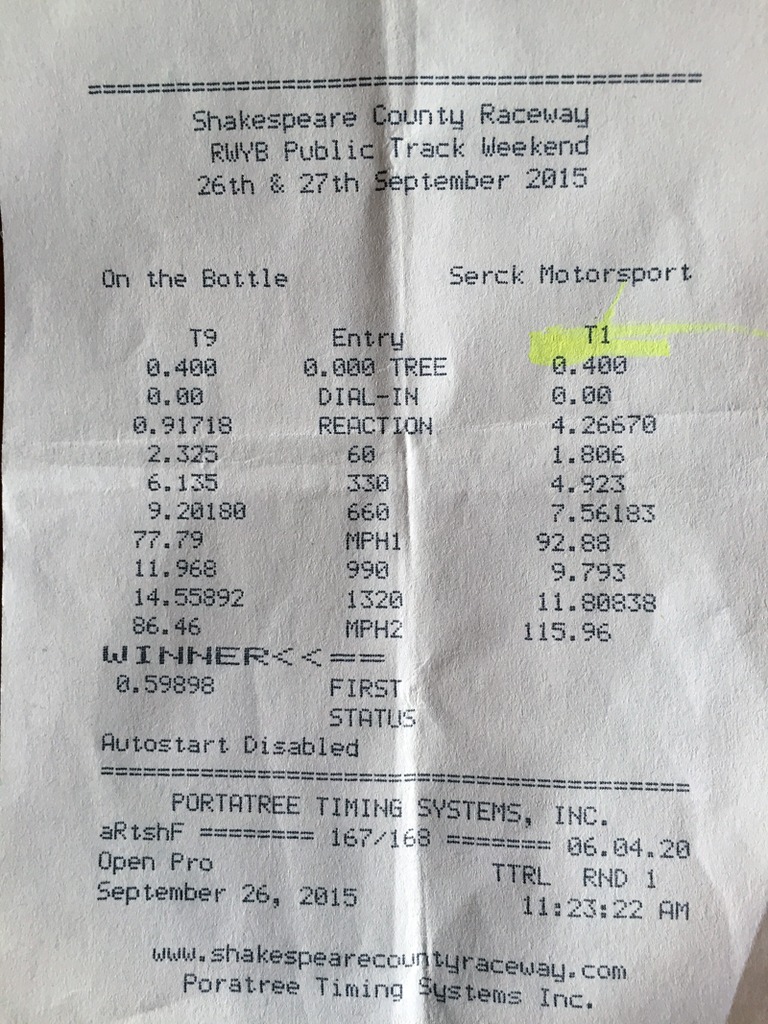 ========================================
Shakespeare County Raceway
RWYB Public Track Weekend
26th & 27th September 2015
On the Bottle Serck Motorsport
T9 Entry T1
0.400 0.000 TREE 0.400
0.00 DIAL-IN 0.00
0.91718 REACTION 4.26670
2.325 60 1.806
6.135 330 4.923
9.20180 660 7.56183
77.79 MPH1 92.88
11.968 990 9.793
14.55892 1320 11.80838
86.46 MPH2 115.96
WINNER<<==
0.59898 FIRST
STATUS
Autostart Disabled
========================================
PORTATREE TIMING SYSTEMS, INC.
aRtshF ======== 167/168 ======= 06.04.20
Open Pro TTRL RND 1
September 26, 2015 11:23:22 AM
www.shakespearecountyraceway.com
Poratree Timing Systems Inc.